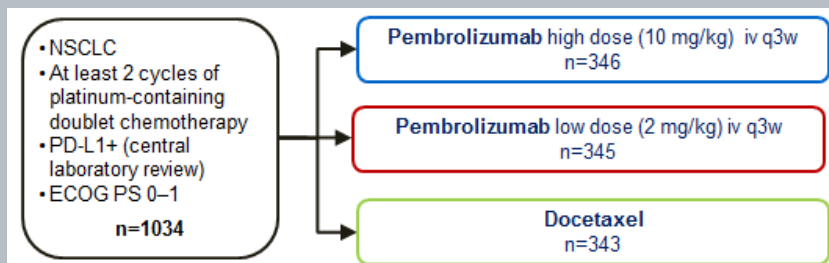 • NSCLC
• At least 2 cycles of
platinum-containing
doublet chemotherapy
• PD-L1+ (central
laboratory review)
• ECOG PS 0–1
n=1034
Pembrolizumab high dose (10 mg/kg) iv q3w
n=346
Pembrolizumab low dose (2 mg/kg) iv q3w
n=345
Docetaxel
n=343